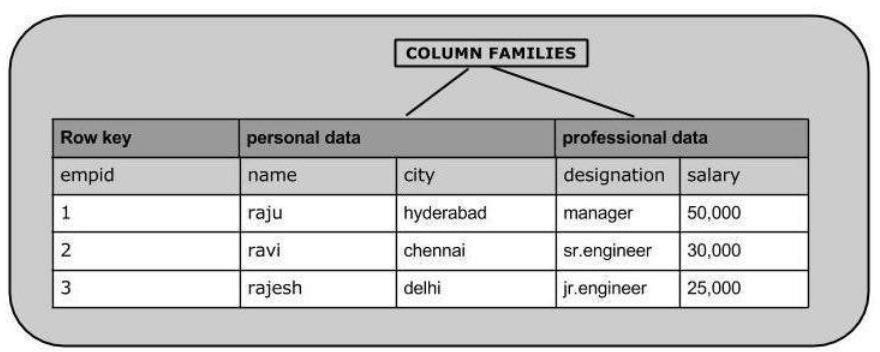 COLUMN FAMILIES
Row key personal data professional data
empid name city designation salary
1 raju hyderabad manager 50,000
2 ravi chennai sr.engineer 30,000
3 rajesh delhi jr.engineer 25,000